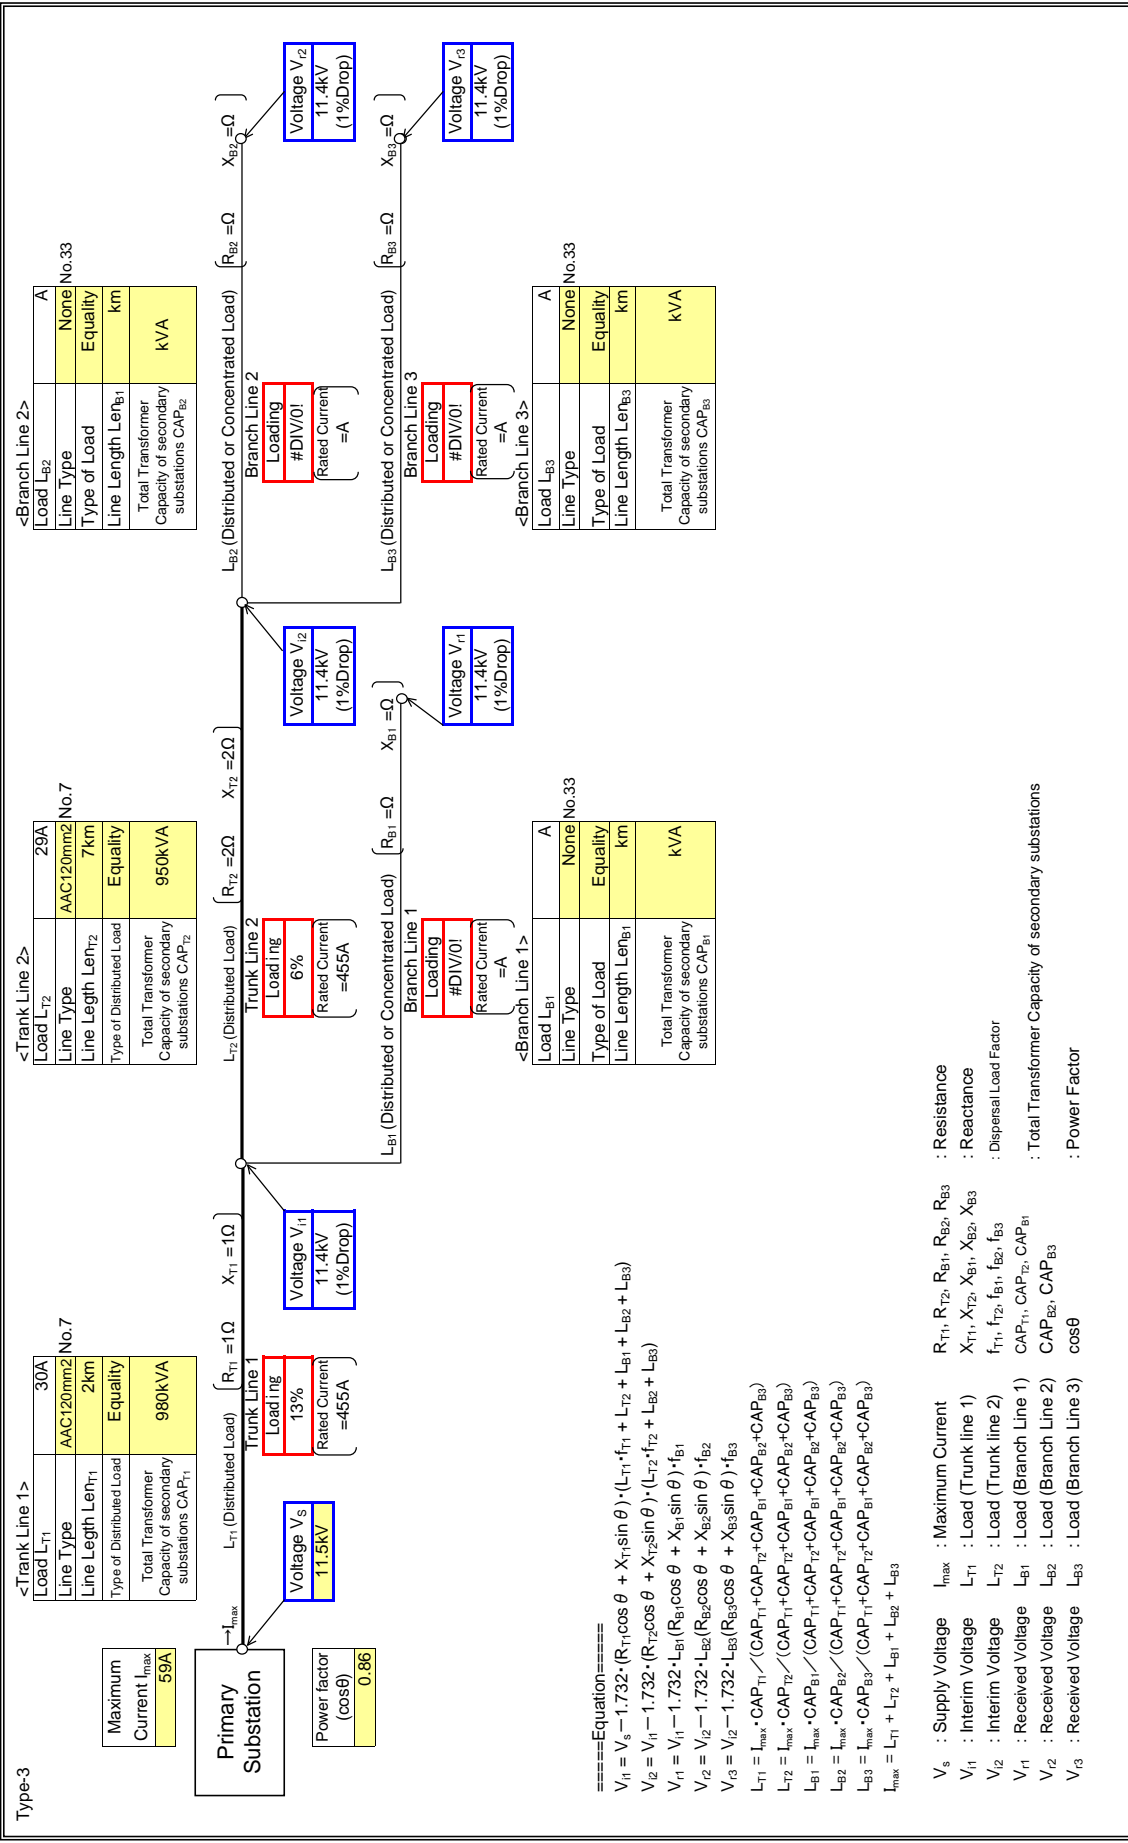 Type-3
Maximum
Current Imax
59A
Primary
Substation
Power factor
(cosθ)
0.86
→Imax
Voltage VS
11.5kV
<Trank Line 1>
Load LT1 30A
Line Type AAC120mm2 No.7
Line Legth LenT1 2km
Type of Distributed Load Equality
Total Transformer
Capacity of secondary
substations CAPT1
980kVA
LT1 (Distributed Load) RT1 =1Ω XT1 =1Ω
Trunk Line 1
Loading
13%
Rated Current
=455A
Voltage Vi1
11.4kV
(1%Drop)
<Trank Line 2>
Load LT2 29A
Line Type AAC120mm2 No.7
Line Legth LenT2 7km
Type of Distributed Load Equality
Total Transformer
Capacity of secondary
substations CAPT2
950kVA
LT2 (Distributed Load) RT2 =2Ω XT2 =2Ω
Trunk Line 2
Loading
6%
Rated Current
=455A
Voltage Vi2
11.4kV
(1%Drop)
LB1 (Distributed or Concentrated Load) RB1 =Ω XB1 =Ω
Branch Line 1
Loading
#DIV/0!
Rated Current
=A
Voltage Vr1
11.4kV
(1%Drop)
<Branch Line 1>
Load LB1 A
Line Type None No.33
Type of Load Equality
Line Length LenB1 km
Total Transformer
Capacity of secondary
substations CAPB1
kVA
<Branch Line 2>
Load LB2 A
Line Type None No.33
Type of Load Equality
Line Length LenB1 km
Total Transformer
Capacity of secondary
substations CAPB2
kVA
LB2 (Distributed or Concentrated Load) RB2 =Ω XB2 =Ω
Branch Line 2
Loading
#DIV/0!
Rated Current
=A
Voltage Vr2
11.4kV
(1%Drop)
LB3 (Distributed or Concentrated Load) RB3 =Ω XB3 =Ω
Branch Line 3
Loading
#DIV/0!
Rated Current
=A
Voltage Vr3
11.4kV
(1%Drop)
<Branch Line 3>
Load LB3 A
Line Type None No.33
Type of Load Equality
Line Length LenB3 km
Total Transformer
Capacity of secondary
substations CAPB3
kVA
=====Equation=====
Vi1 = Vs−1.732・(RT1cosθ + XT1sinθ)・(LT1・fT1 + LT2 + LB1 + LB2 + LB3)
Vi2 = Vi1−1.732・(RT2cosθ + XT2sinθ)・(LT2・fT2 + LB2 + LB3)
Vr1 = Vi1−1.732・LB1(RB1cosθ + XB1sinθ)・fB1
Vr2 = Vi2−1.732・LB2(RB2cosθ + XB2sinθ)・fB2
Vr3 = Vi2−1.732・LB3(RB3cosθ + XB3sinθ)・fB3
LT1 = Imax・CAPT1／(CAPT1+CAPT2+CAPB1+CAPB2+CAPB3)
LT2 = Imax・CAPT2／(CAPT1+CAPT2+CAPB1+CAPB2+CAPB3)
LB1 = Imax・CAPB1／(CAPT1+CAPT2+CAPB1+CAPB2+CAPB3)
LB2 = Imax・CAPB2／(CAPT1+CAPT2+CAPB1+CAPB2+CAPB3)
LB3 = Imax・CAPB3／(CAPT1+CAPT2+CAPB1+CAPB2+CAPB3)
Imax = LT1 + LT2 + LB1 + LB2 + LB3
Vs : Supply Voltage Imax : Maximum Current RT1, RT2, RB1, RB2, RB3 : Resistance
Vi1 : Interim Voltage LT1 : Load (Trunk line 1) XT1, XT2, XB1, XB2, XB3 : Reactance
Vi2 : Interim Voltage LT2 : Load (Trunk line 2) fT1, fT2, fB1, fB2, fB3 : Dispersal Load Factor
Vr1 : Received Voltage LB1 : Load (Branch Line 1) CAPT1, CAPT2, CAPB1
: Total Transformer Capacity of secondary substations
Vr2 : Received Voltage LB2 : Load (Branch Line 2) CAPB2, CAPB3
Vr3 : Received Voltage LB3 : Load (Branch Line 3) cosθ : Power Factor